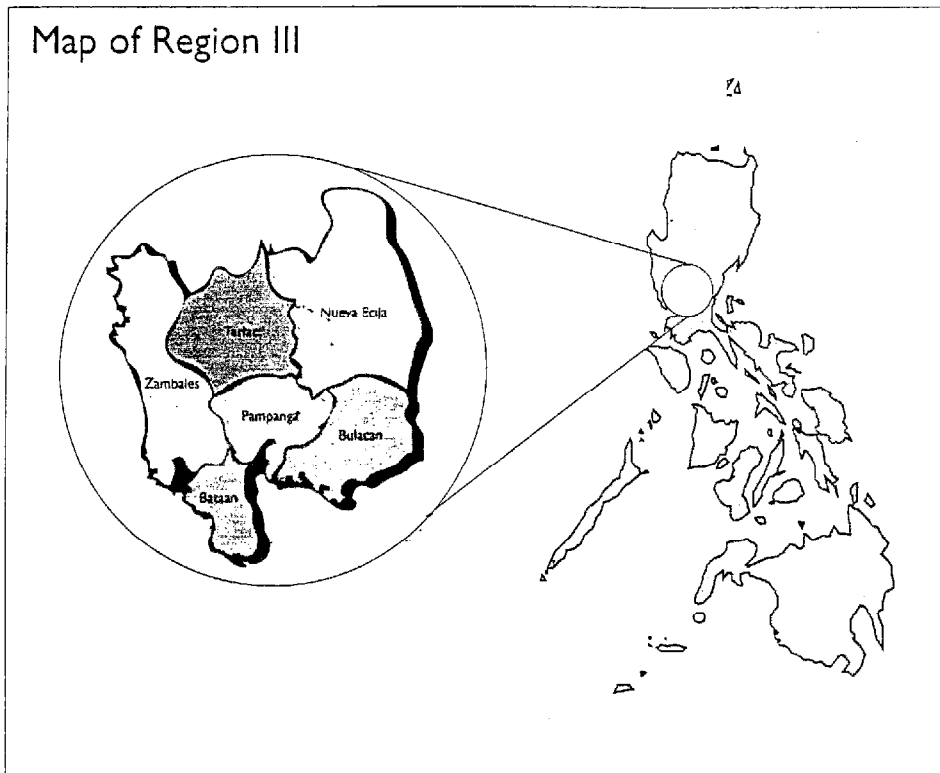 Map of Region III
Nueva Ecija
Tarlac
Zambales
Pampanga
Bulacan
Bataan